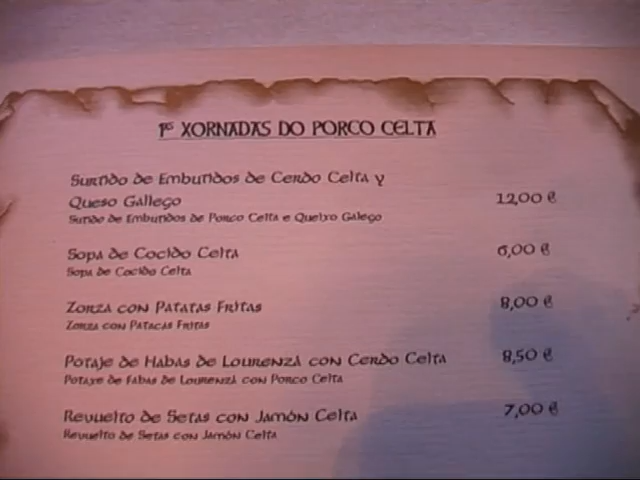 1ªˢ XORNADAS DO PORCO CELTA
Surtido de Embutidos de Cerdo Celta y
Queso Gallego 12,00 €
Surtido de Embutidos de Porco Celta e Queixo Galego
Sopa de Cocido Celta 6,00 €
Sopa de Cocido Celta
Zorza con Patatas Fritas 8,00 €
Zorza con Patacas Fritas
Potaje de Habas de Lourenzá con Cerdo Celta 8,50 €
Potaxe de Fabas de Lourenzá con Porco Celta
Revuelto de Setas con Jamón Celta 7,00 €
Revuelto de Setas con Jamón Celta